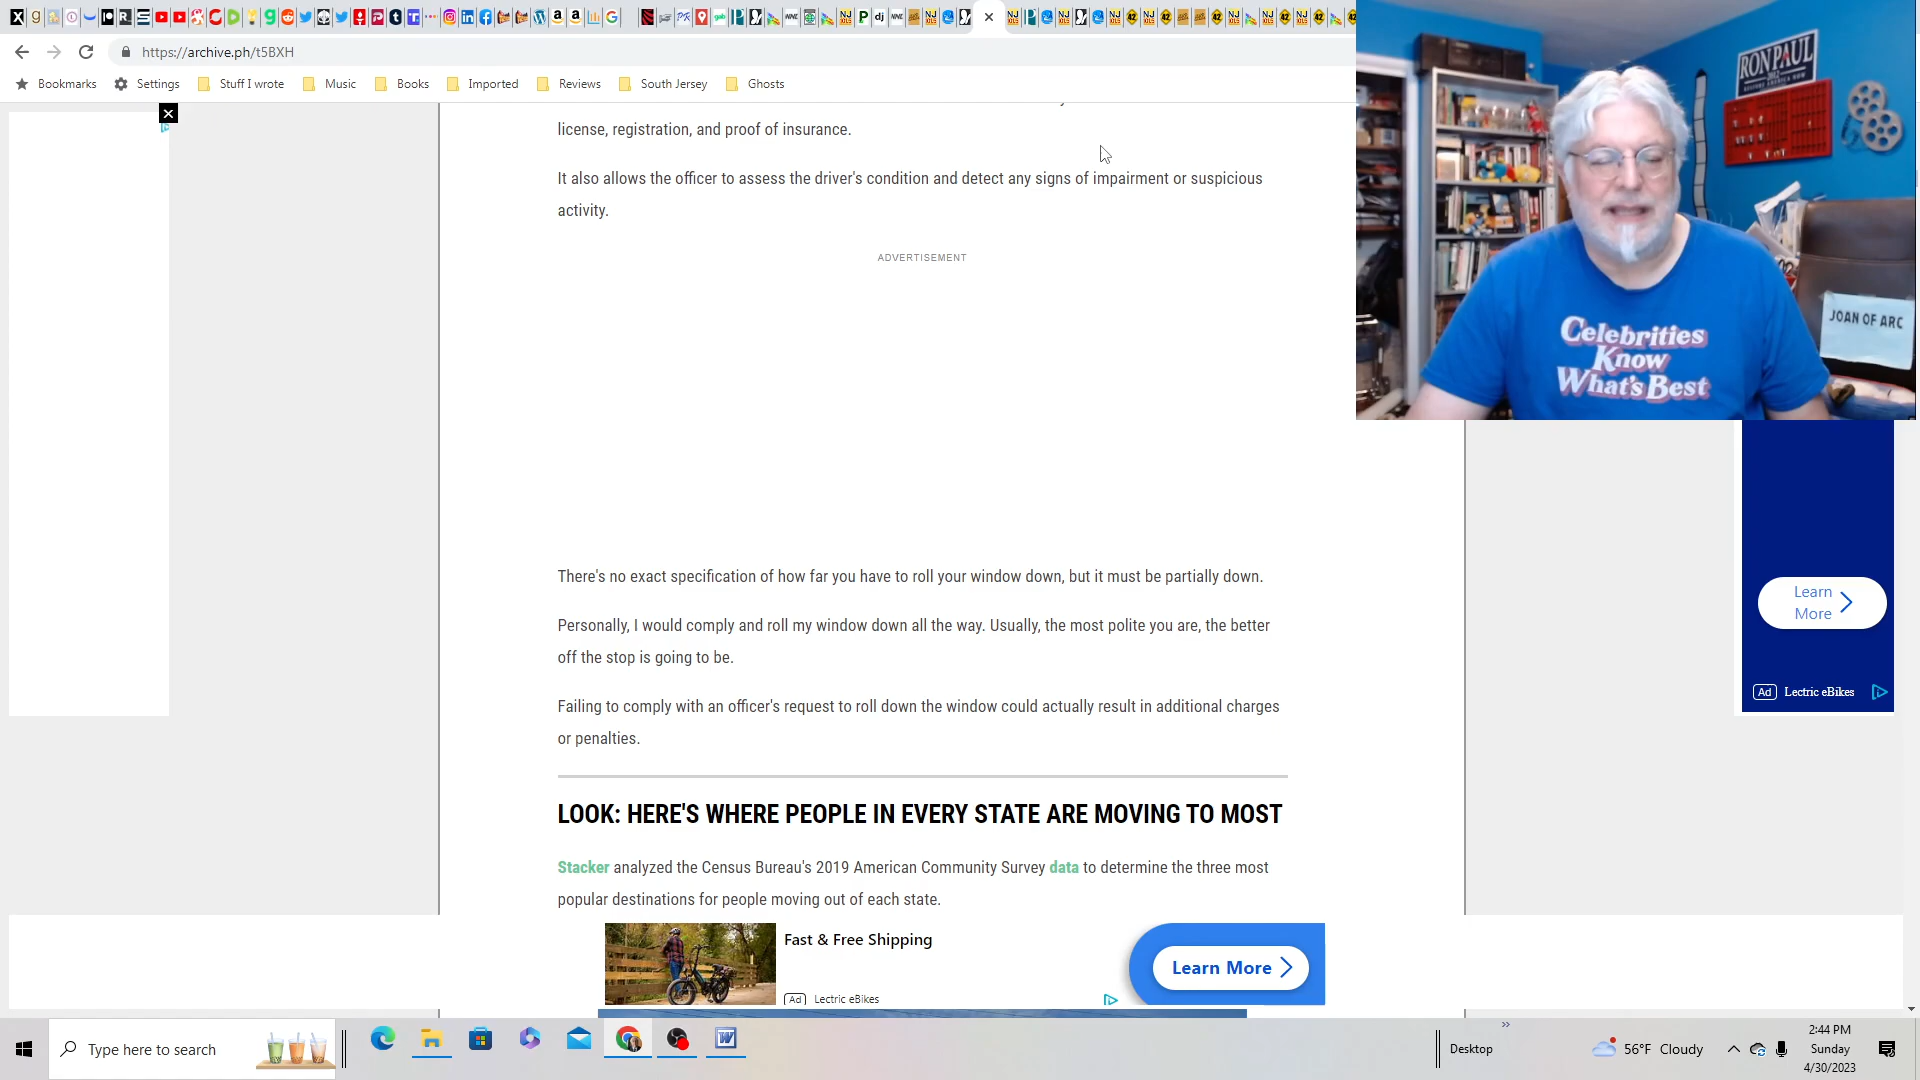 https://archive.ph/t5BXH
Bookmarks
Settings
Stuff I wrote
Music
Books
Imported
Reviews
South Jersey
Ghosts
license, registration, and proof of insurance.
It also allows the officer to assess the driver's condition and detect any signs of impairment or suspicious
activity.
ADVERTISEMENT
There's no exact specification of how far you have to roll your window down, but it must be partially down.
Personally, I would comply and roll my window down all the way. Usually, the most polite you are, the better
off the stop is going to be.
Failing to comply with an officer's request to roll down the window could actually result in additional charges
or penalties.
LOOK: HERE'S WHERE PEOPLE IN EVERY STATE ARE MOVING TO MOST
Stacker analyzed the Census Bureau's 2019 American Community Survey data to determine the three most
popular destinations for people moving out of each state.
Fast & Free Shipping
Ad Lectric eBikes
Learn More
Learn
More
Ad Lectric eBikes
RON PAUL
2012
JOAN OF ARC
Celebrities
Know
What's Best
Type here to search
Desktop
56°F Cloudy
2:44 PM
Sunday
4/30/2023